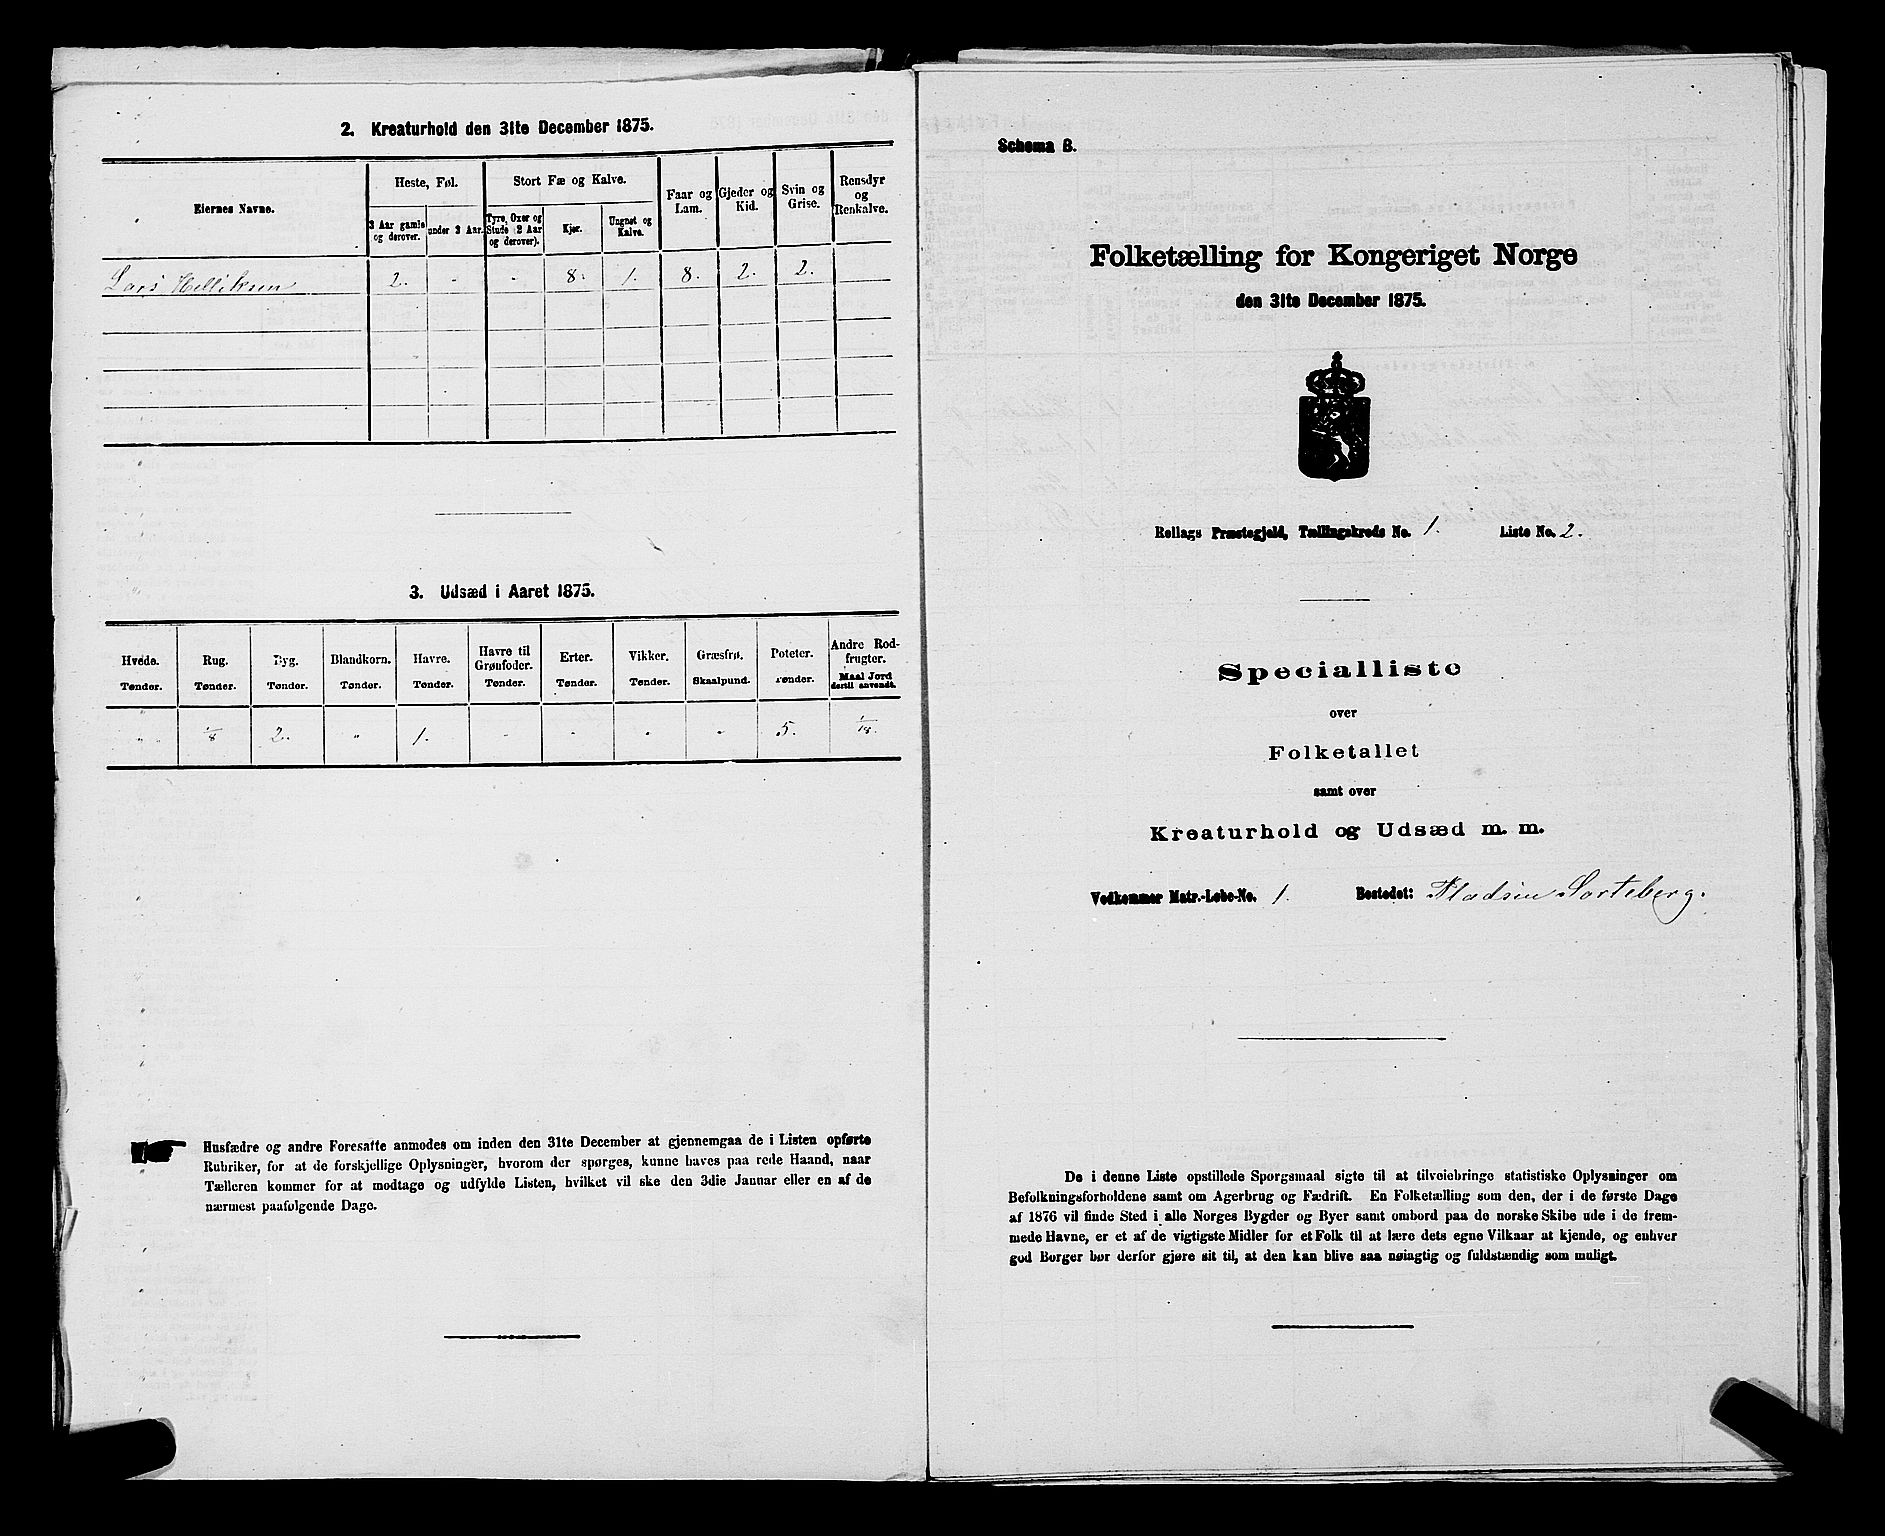 2. Kreaturhold den 31te December 1875.
Eiernes Navne.
Heste, Føl.
3 Aar gamle og derover.
under 3 Aar.
Stort Fæ og Kalve.
Tyre, Oxer og Stude (2 Aar og derover).
Kjør.
Ungnøt og Kalve.
Faar og Lam.
Gjeder og Kid.
Svin og Grise.
Rensdyr og Renkalve.
Lars Helliksen 2. - - 8. 1. 8. 2. 2.
3. Udsæd i Aaret 1875.
Hvede. Rug. Byg. Blandkorn. Havre. Havre til Grønfoder. Erter. Vikker. Græsfrø. Poteter. Andre Rodfrugter.
Tønder. Tønder. Tønder. Tønder. Tønder. Tønder. Tønder. Tønder. Skaalpund. Tønder. Maal Jord dertil anvendt.
" 1/8 2. " 1. - - - - 5. 1/18.
Husfædre og andre Foresatte anmodes om inden den 31te December at gjennemgaa de i Listen opførte
Rubriker, for at de forskjellige Oplysninger, hvorom der spørges, kunne haves paa rede Haand, naar
Tælleren kommer for at modtage og udfylde Listen, hvilket vil ske den 3die Januar eller en af de
nærmest paafølgende Dage.
Schema B.
Folketælling for Kongeriget Norge
den 31te December 1875.
Rollags Præstegjeld, Tællingskreds No. 1. Liste No. 2.
Specialliste
over
Folketallet
samt over
Kreaturhold og Udsæd m. m.
Vedkommer Matr.-Løbe-No. 1. Bostedet: Pladsen Sorteberg.
De i denne Liste opstillede Spørgsmaal sigte til at tilveiebringe statistiske Oplysninger om
Befolkningsforholdene samt om Agerbrug og Fædrift. En Folketælling som den, der i de første Dage
af 1876 vil finde Sted i alle Norges Bygder og Byer samt ombord paa de norske Skibe ude i de frem-
mede Havne, er et af de vigtigste Midler for et Folk til at lære dets egne Vilkaar at kjende, og enhver
god Borger bør derfor gjøre sit til, at den kan blive saa nøiagtig og fuldstændig som muligt.